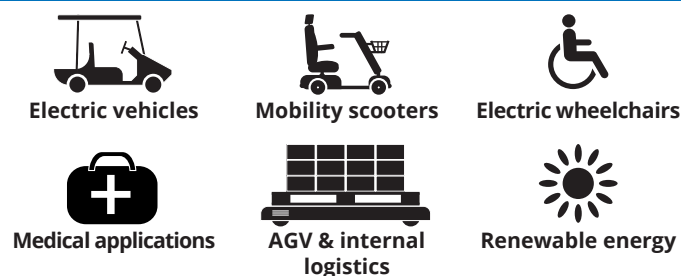 Electric vehicles
Mobility scooters
Electric wheelchairs
Medical applications
AGV & internal
logistics
Renewable energy